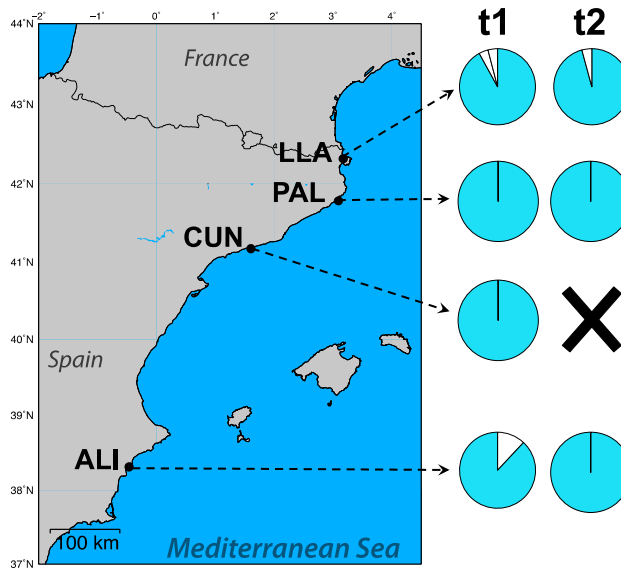 −2° −1° 0° 1° 2° 3° 4°
t1 t2
44°N
France
43°N
LLA
42°N
PAL
CUN
41°N
40°N
Spain
39°N
ALI
38°N
100 km
Mediterranean Sea
37°N